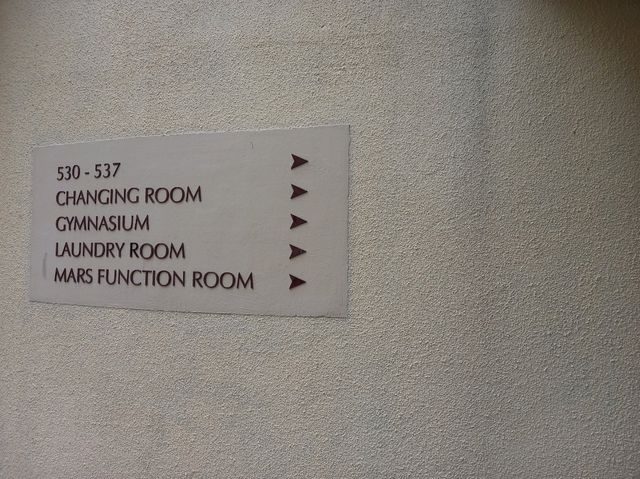 530 - 537
CHANGING ROOM
GYMNASIUM
LAUNDRY ROOM
MARS FUNCTION ROOM